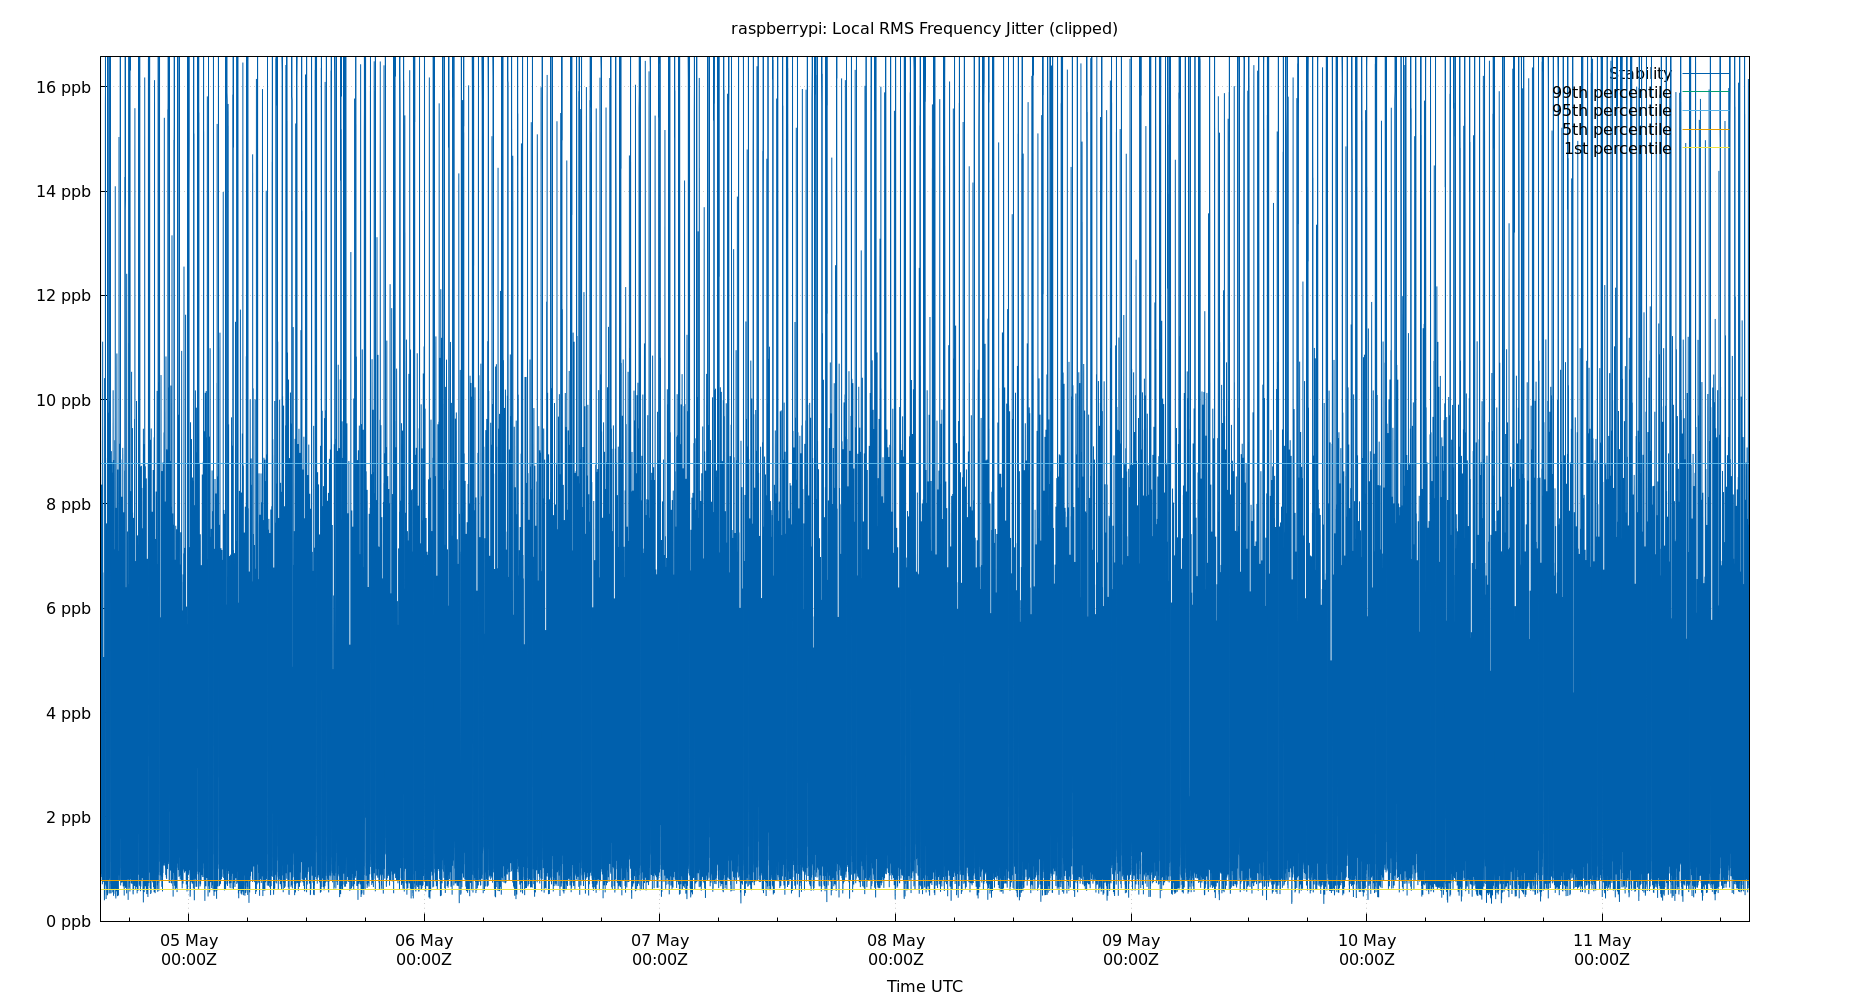 raspberrypi: Local RMS Frequency Jitter (clipped)
16 ppb
14 ppb
12 ppb
10 ppb
8 ppb
6 ppb
4 ppb
2 ppb
0 ppb
Stability
99th percentile
95th percentile
5th percentile
1st percentile
05 May
00:00Z
06 May
00:00Z
07 May
00:00Z
08 May
00:00Z
09 May
00:00Z
10 May
00:00Z
11 May
00:00Z
Time UTC